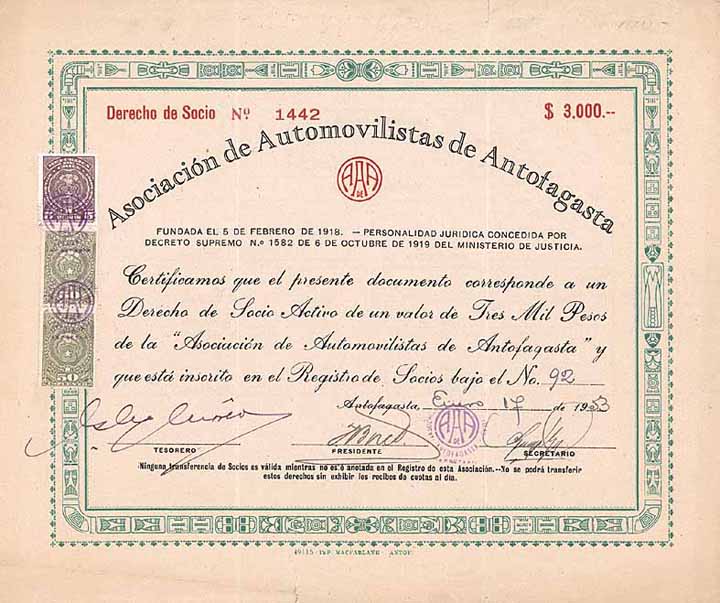 Derecho de Socio Nº 1442 $ 3.000.--
Asociación de Automovilistas de Antofagasta
AAA
DE
FUNDADA EL 5 DE FEBRERO DE 1918. — PERSONALIDAD JURIDICA CONCEDIDA POR
DECRETO SUPREMO N.º 1582 DE 6 DE OCTUBRE DE 1919 DEL MINISTERIO DE JUSTICIA.
Certificamos que el presente documento corresponde a un
Derecho de Socio Activo de un valor de Tres Mil Pesos
de la "Asociación de Automovilistas de Antofagasta" y
que está inscrito en el Registro de Socios bajo el No. 92
Antofagasta, Enero 17 de 1953
TESORERO PRESIDENTE SECRETARIO
Ninguna transferencia de Socios es válida mientras no esté anotada en el Registro de esta Asociación.—No se podrá transferir
estos derechos sin exhibir los recibos de cuotas al día.
IMP. MACFARLANE - ANTOF.